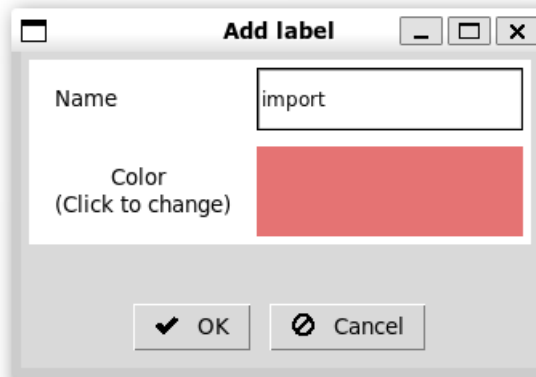 Add label
Name
import
Color
(Click to change)
OK
Cancel